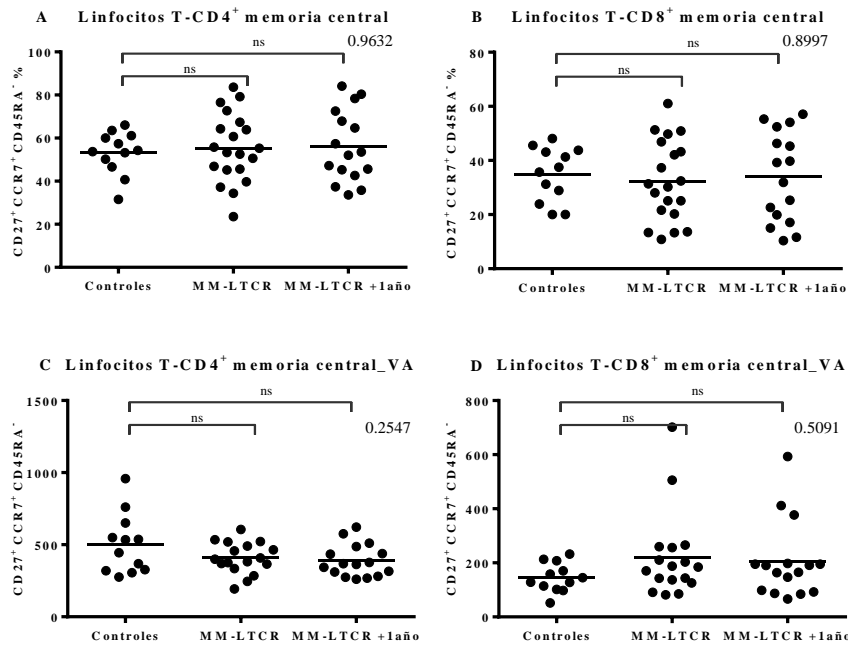 A Linfocitos T-CD4+ memoria central
ns
0.9632
ns
CD27+CCR7+CD45RA- %
100
80
60
40
20
0
Controles MM-LTCR MM-LTCR +1año
B Linfocitos T-CD8+ memoria central
ns
0.8997
ns
CD27+CCR7+CD45RA- %
80
60
40
20
0
Controles MM-LTCR MM-LTCR +1año
C Linfocitos T-CD4+ memoria central_VA
ns
0.2547
ns
CD27+CCR7+CD45RA-
1500
1000
500
0
Controles MM-LTCR MM-LTCR +1año
D Linfocitos T-CD8+ memoria central_VA
ns
0.5091
ns
CD27+CCR7+CD45RA-
800
600
400
200
0
Controles MM-LTCR MM-LTCR +1año